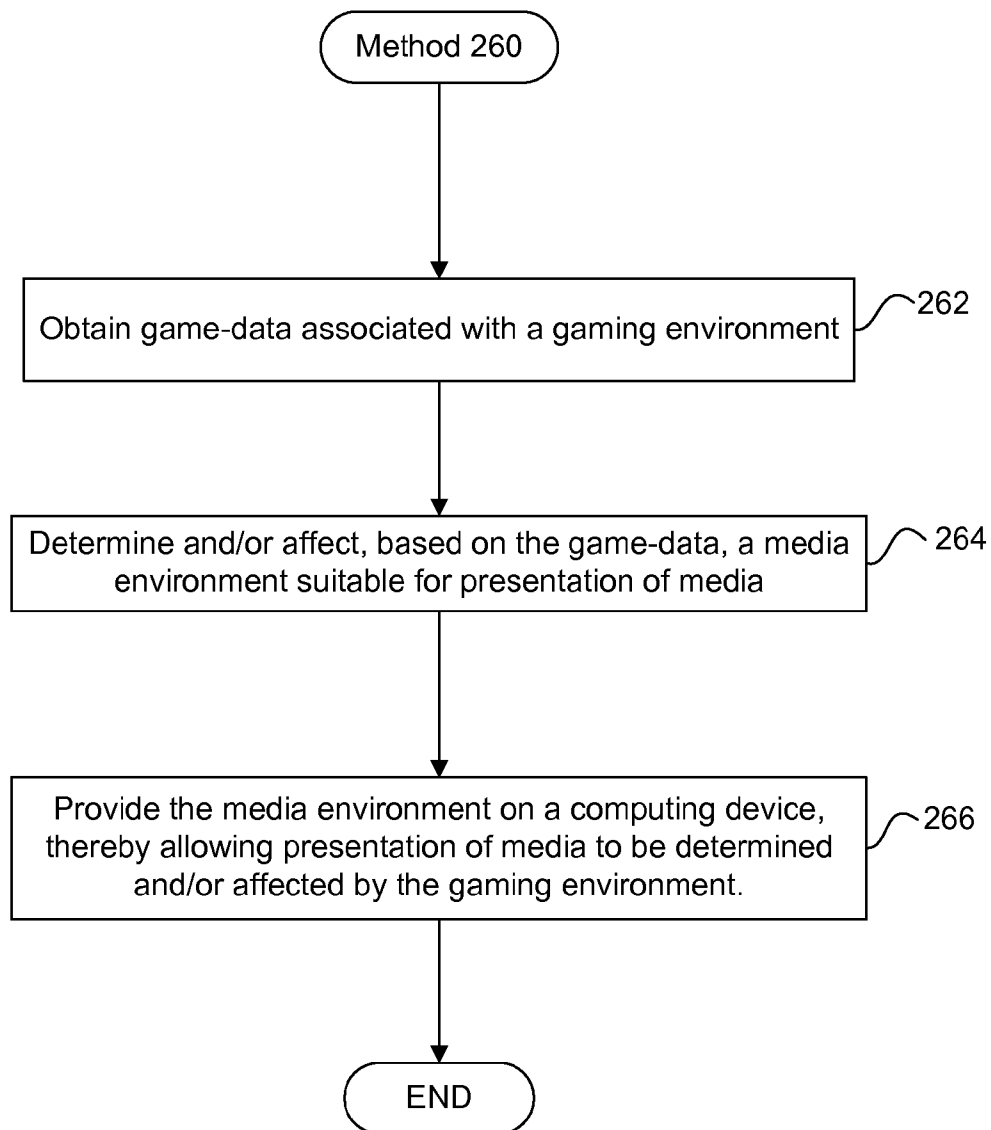 Method 260
Obtain game-data associated with a gaming environment
262
Determine and/or affect, based on the game-data, a media
environment suitable for presentation of media
264
Provide the media environment on a computing device,
thereby allowing presentation of media to be determined
and/or affected by the gaming environment.
266
END